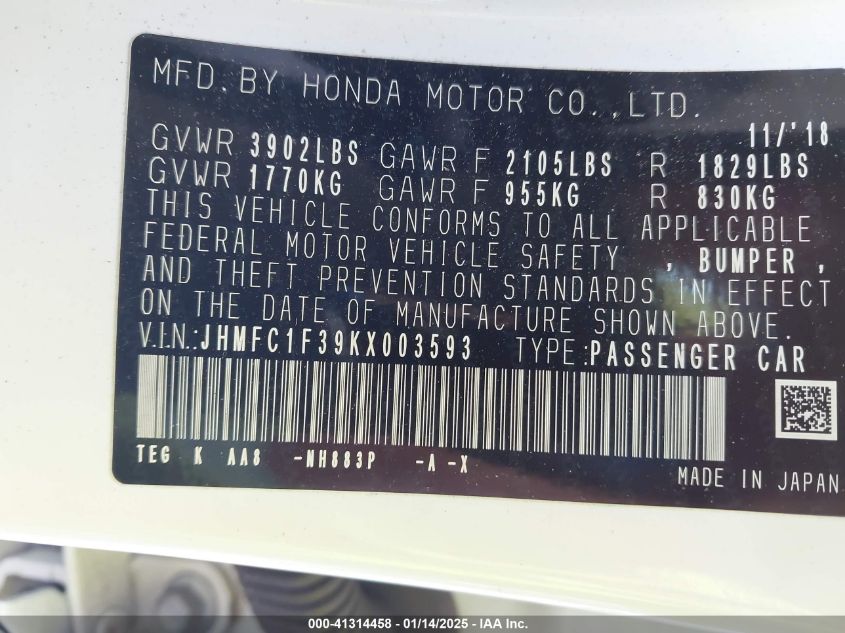 MFD. BY HONDA MOTOR CO., LTD.
11/'18
GVWR 3902LBS GAWR F 2105LBS R 1829LBS
GVWR 1770KG GAWR F 955KG R 830KG
THIS VEHICLE CONFORMS TO ALL APPLICABLE
FEDERAL MOTOR VEHICLE SAFETY , BUMPER ,
AND THEFT PREVENTION STANDARDS IN EFFECT
ON THE DATE OF MANUFACTURE SHOWN ABOVE.
V.I.N.:JHMFC1F39KX003593 TYPE:PASSENGER CAR
TEG K AA8 -NH883P -A -X
MADE IN JAPAN
000-41314458 - 01/14/2025 - IAA Inc.